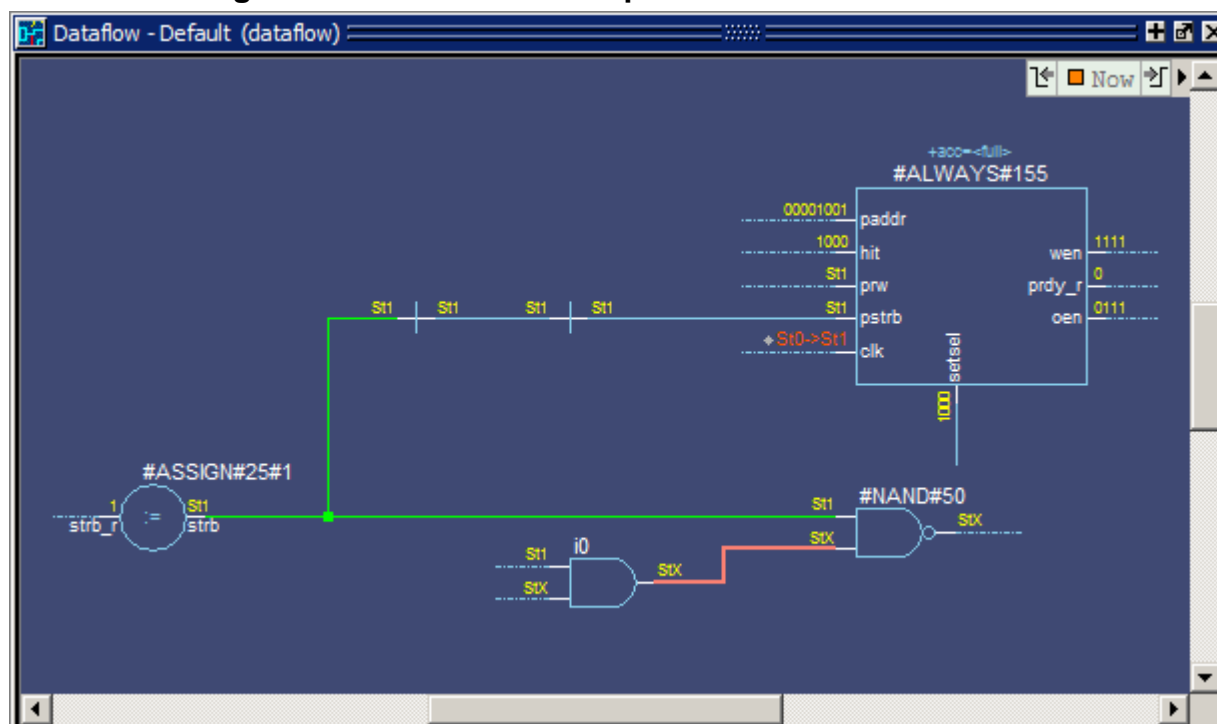 Dataflow - Default (dataflow)
Now
+acc=<full>
#ALWAYS#155
00001001 paddr
1000 hit wen 1111
St1 prw prdy_r 0
St1 St1 St1 St1 St1 pstrb oen 0111
St0->St1 clk
setsel
1000
#ASSIGN#25#1
1 := St1
strb_r strb
St1 #NAND#50
StX StX
St1 i0
StX StX